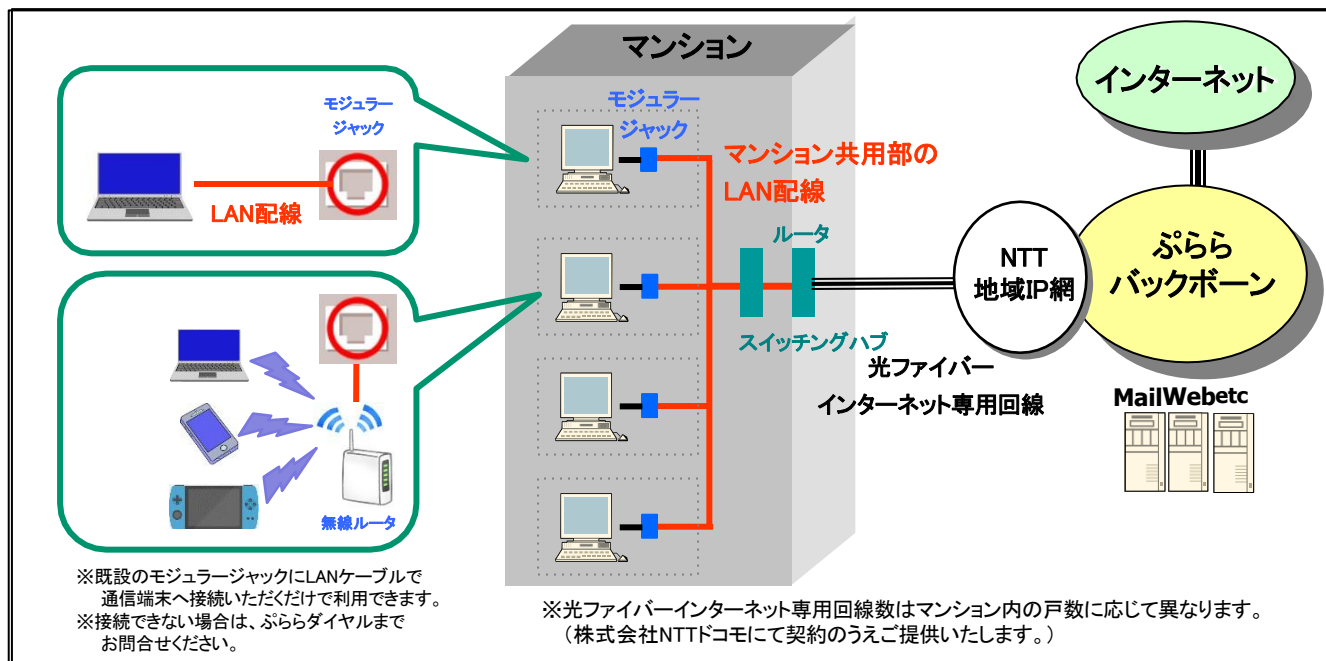 マンション
インターネット
モジュラー
ジャック
LAN配線
モジュラー
ジャック
マンション共用部の
LAN配線
ルータ
スイッチングハブ
NTT
地域IP網
ぷらら
バックボーン
光ファイバー
インターネット専用回線
MailWebetc
無線ルータ
※既設のモジュラージャックにLANケーブルで
通信端末へ接続いただくだけで利用できます。
※接続できない場合は、ぷららダイヤルまで
お問合せください。
※光ファイバーインターネット専用回線数はマンション内の戸数に応じて異なります。
（株式会社NTTドコモにて契約のうえご提供いたします。）